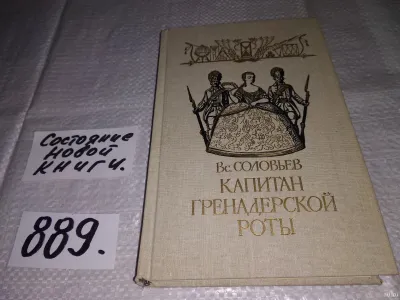 Состояние
новой
книги.
889.
Вс. СОЛОВЬЕВ
КАПИТАН
ГРЕНАДЕРСКОЙ
РОТЫ